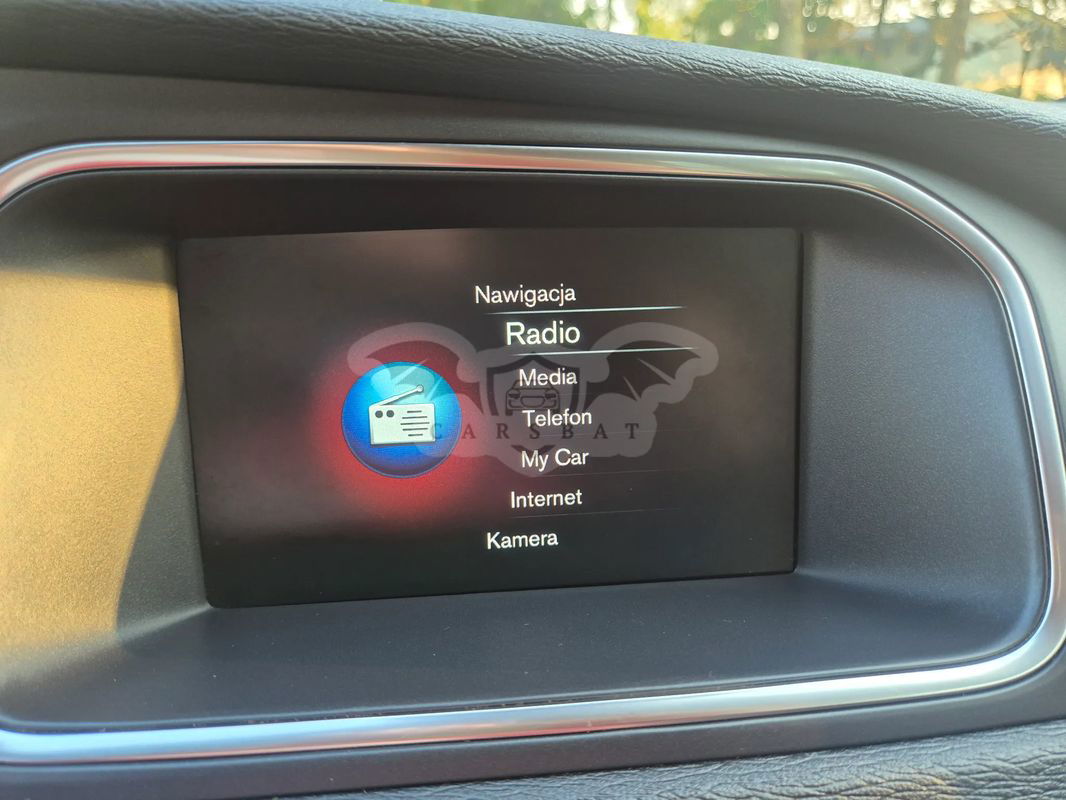 Nawigacja
Radio
Media
Telefon
CARSBAT
My Car
Internet
Kamera